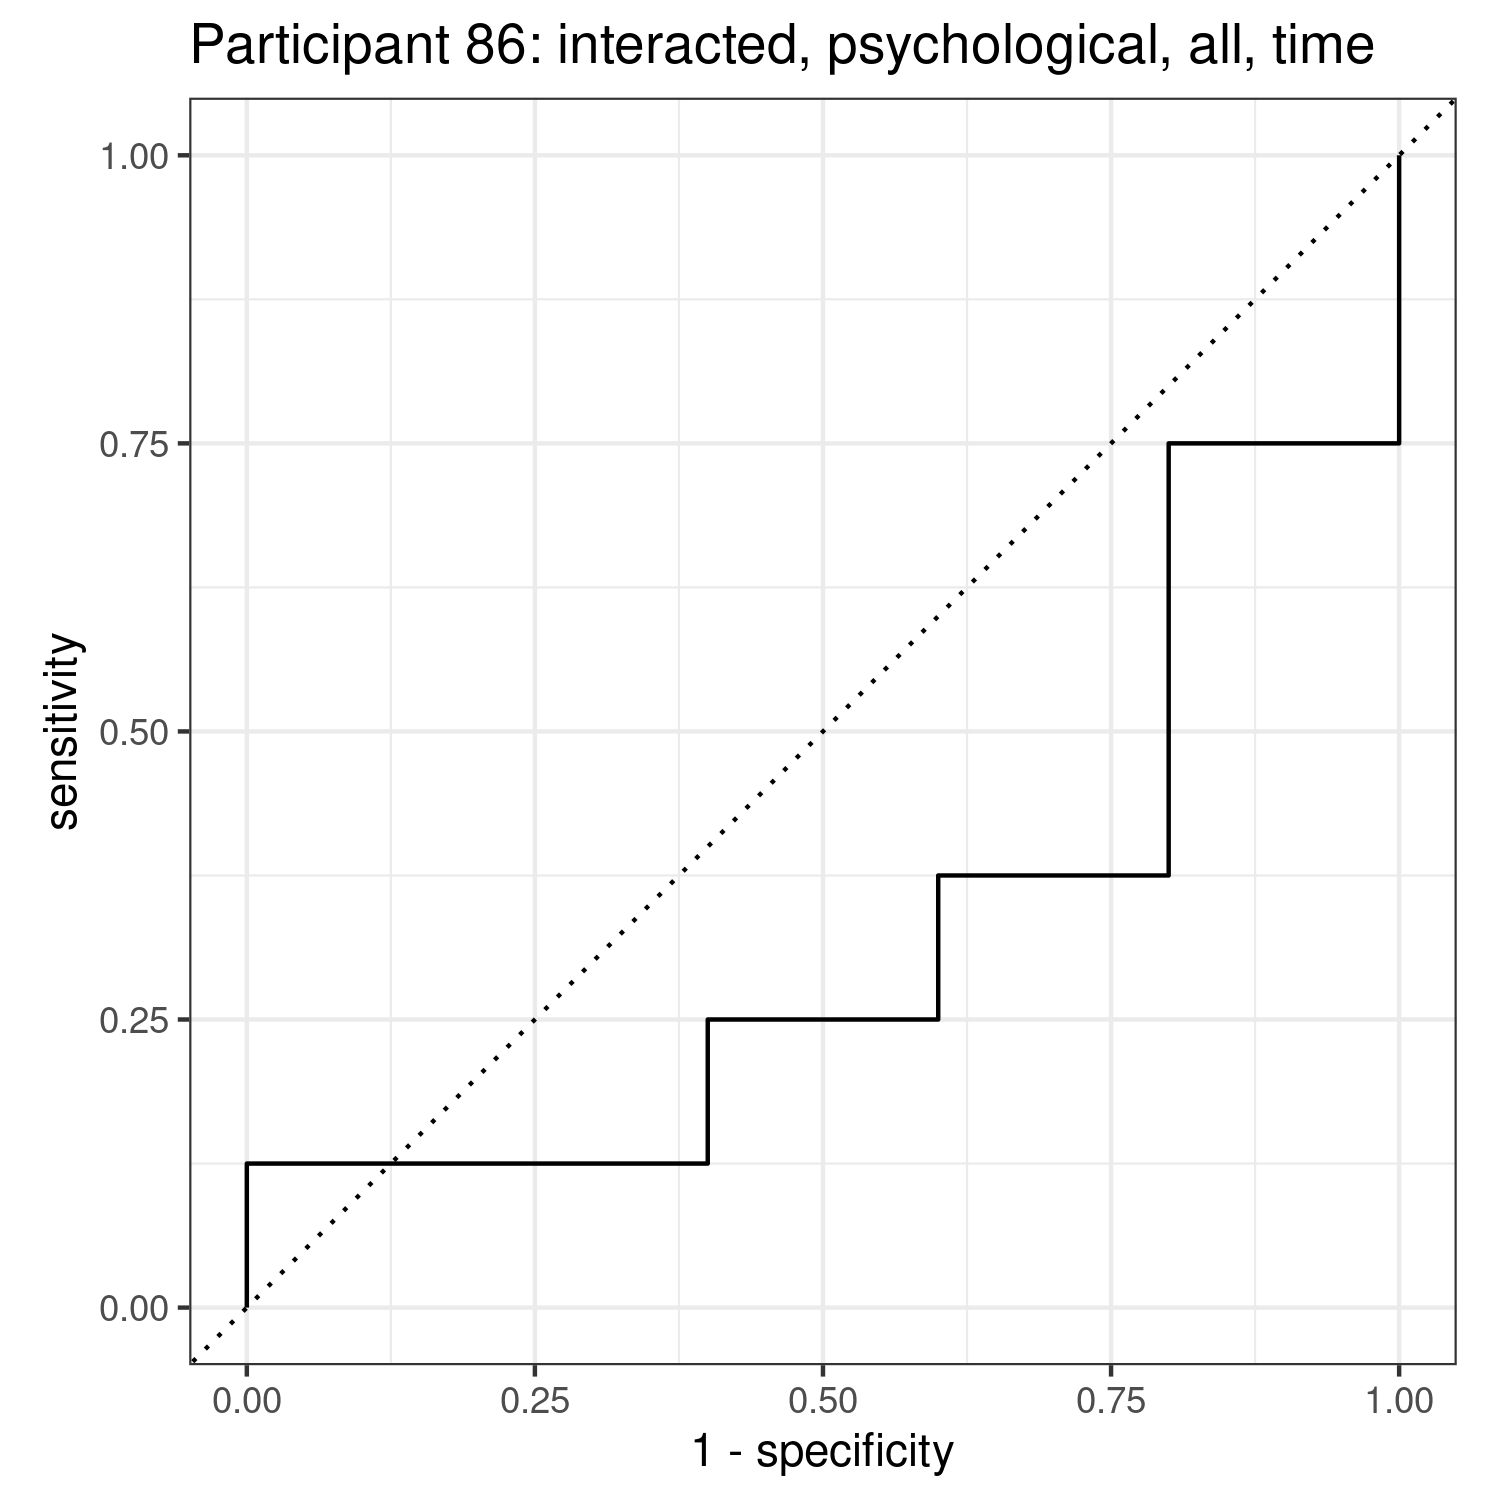 Participant 86: interacted, psychological, all, time
1.00
0.75
0.50
0.25
0.00
sensitivity
0.00 0.25 0.50 0.75 1.00
1 - specificity